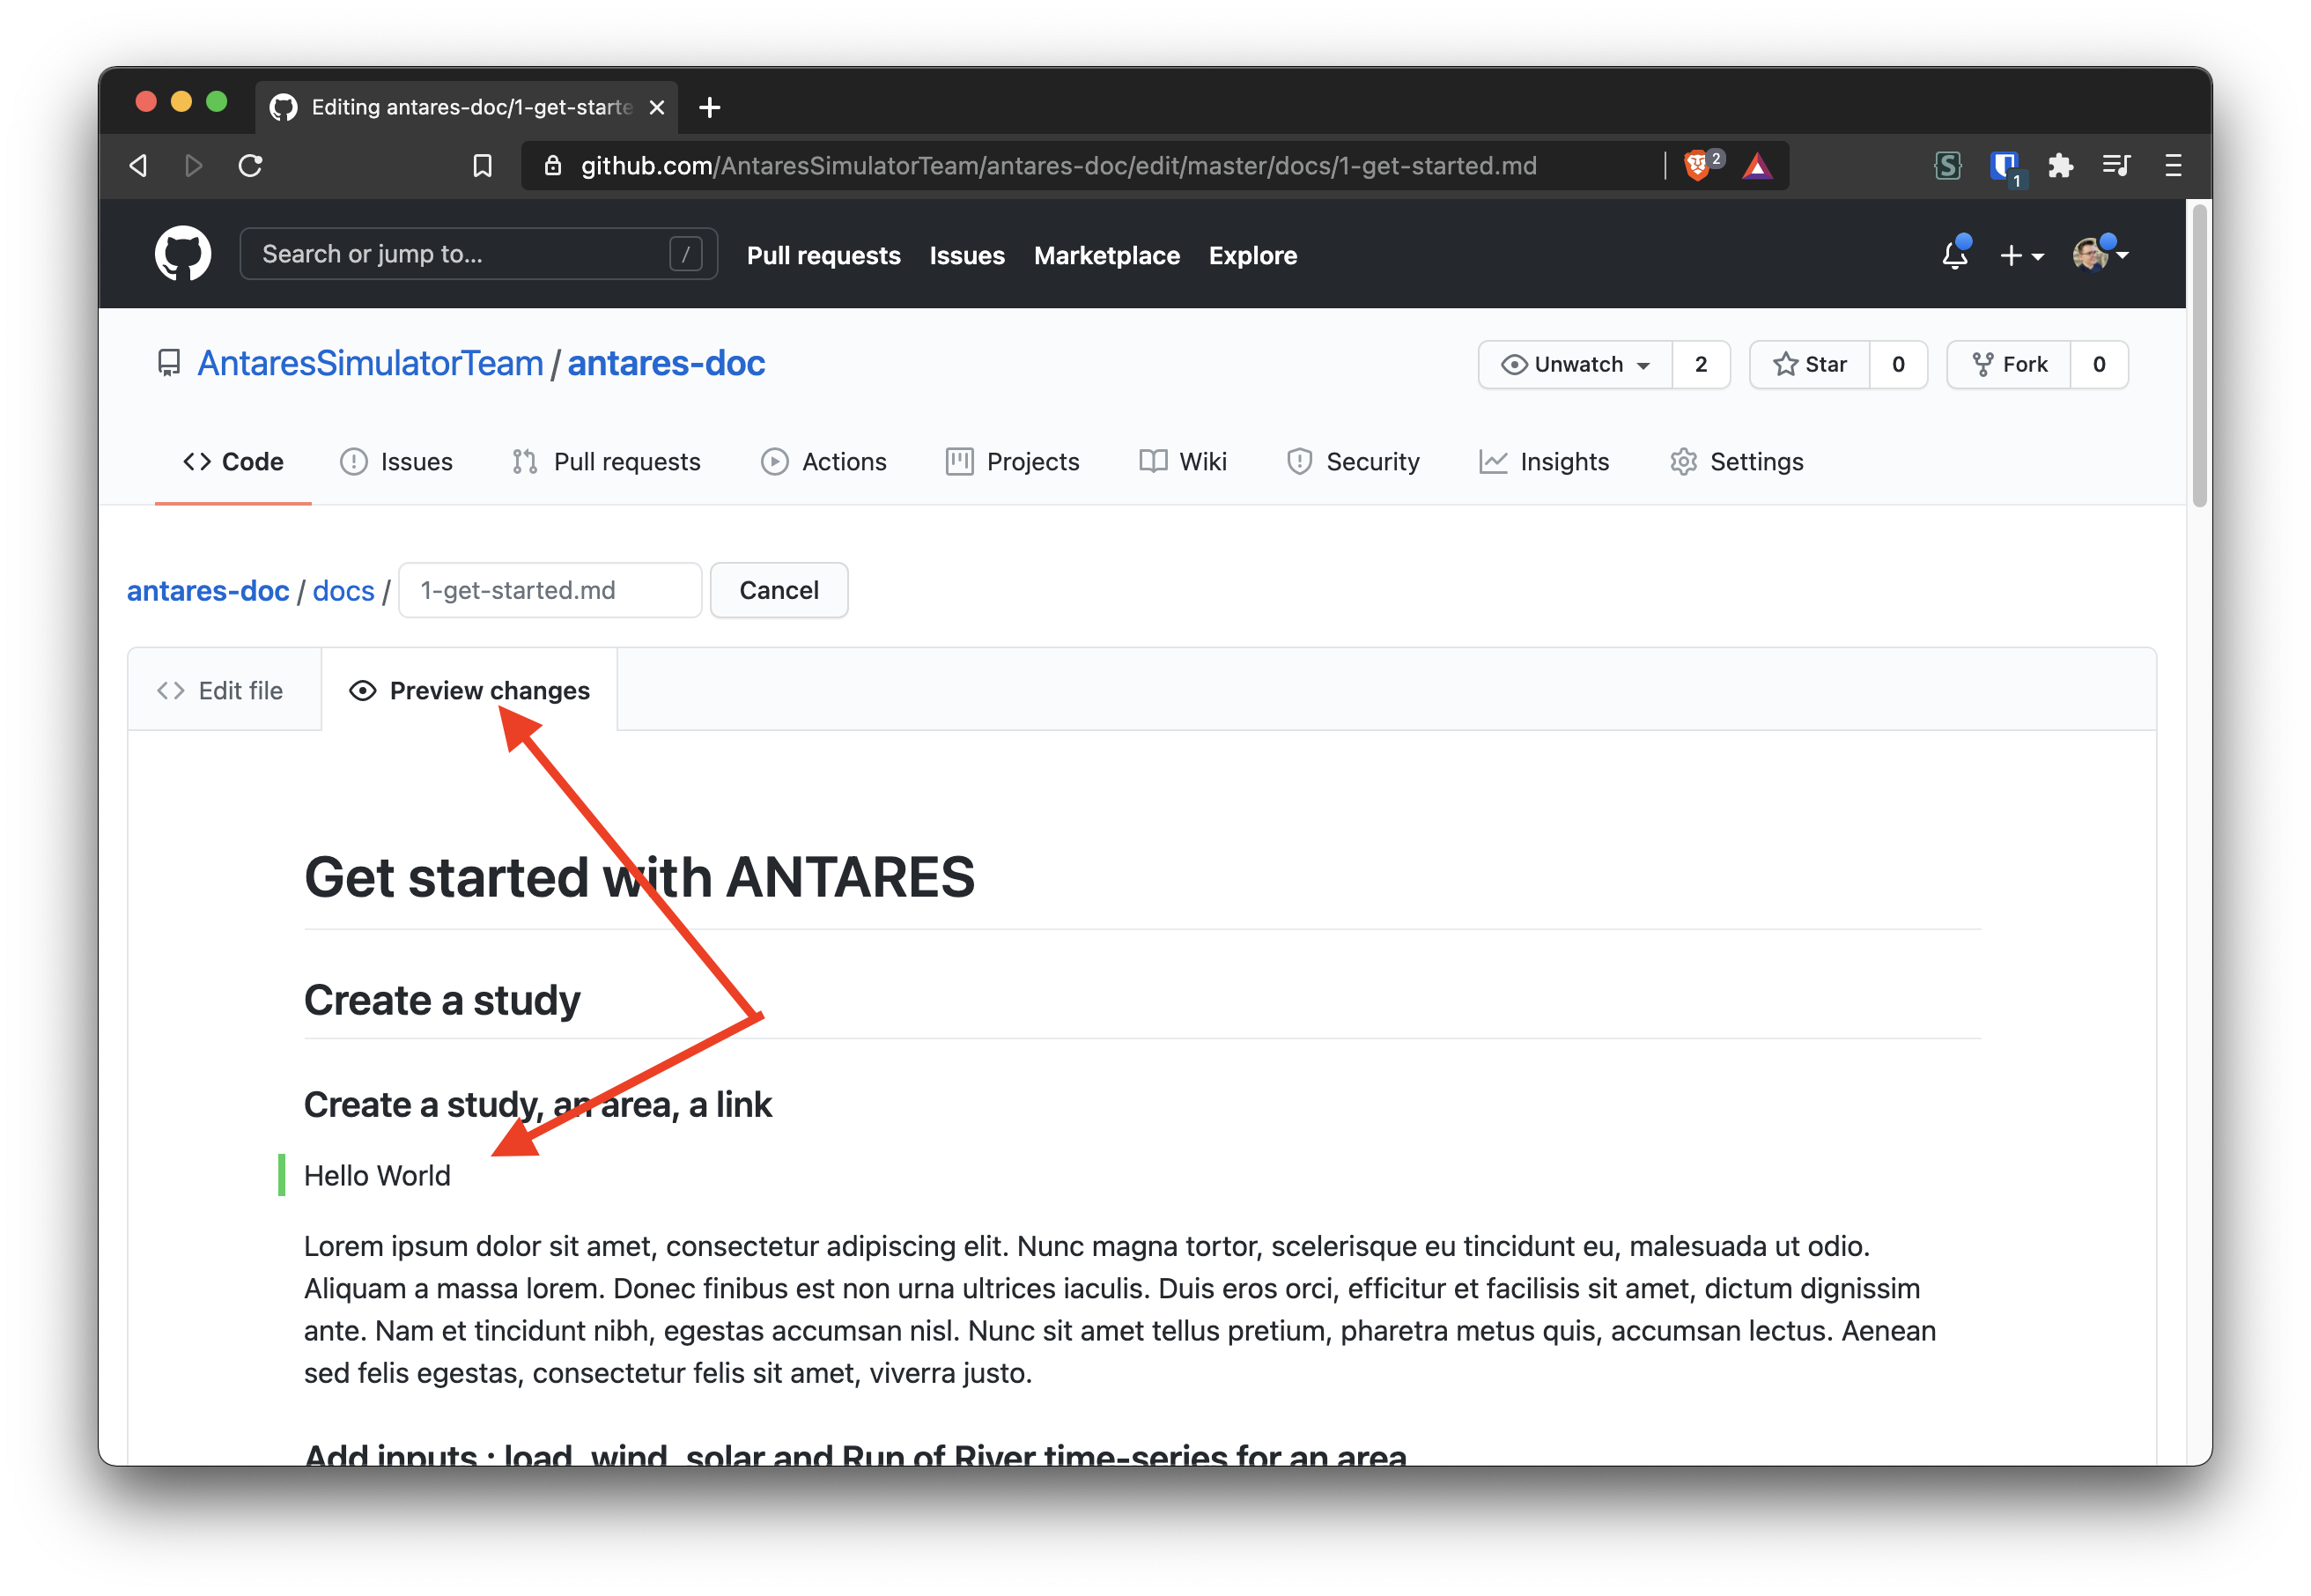 Editing antares-doc/1-get-starte
github.com/AntaresSimulatorTeam/antares-doc/edit/master/docs/1-get-started.md
2
1
Search or jump to... /
Pull requests Issues Marketplace Explore
AntaresSimulatorTeam / antares-doc
Unwatch 2 Star 0 Fork 0
Code Issues Pull requests Actions Projects Wiki Security Insights Settings
antares-doc / docs / 1-get-started.md Cancel
Edit file Preview changes
Get started with ANTARES
Create a study
Create a study, an area, a link
Hello World
Lorem ipsum dolor sit amet, consectetur adipiscing elit. Nunc magna tortor, scelerisque eu tincidunt eu, malesuada ut odio.
Aliquam a massa lorem. Donec finibus est non urna ultrices iaculis. Duis eros orci, efficitur et facilisis sit amet, dictum dignissim
ante. Nam et tincidunt nibh, egestas accumsan nisl. Nunc sit amet tellus pretium, pharetra metus quis, accumsan lectus. Aenean
sed felis egestas, consectetur felis sit amet, viverra justo.
Add inputs : load, wind, solar and Run of River time-series for an area